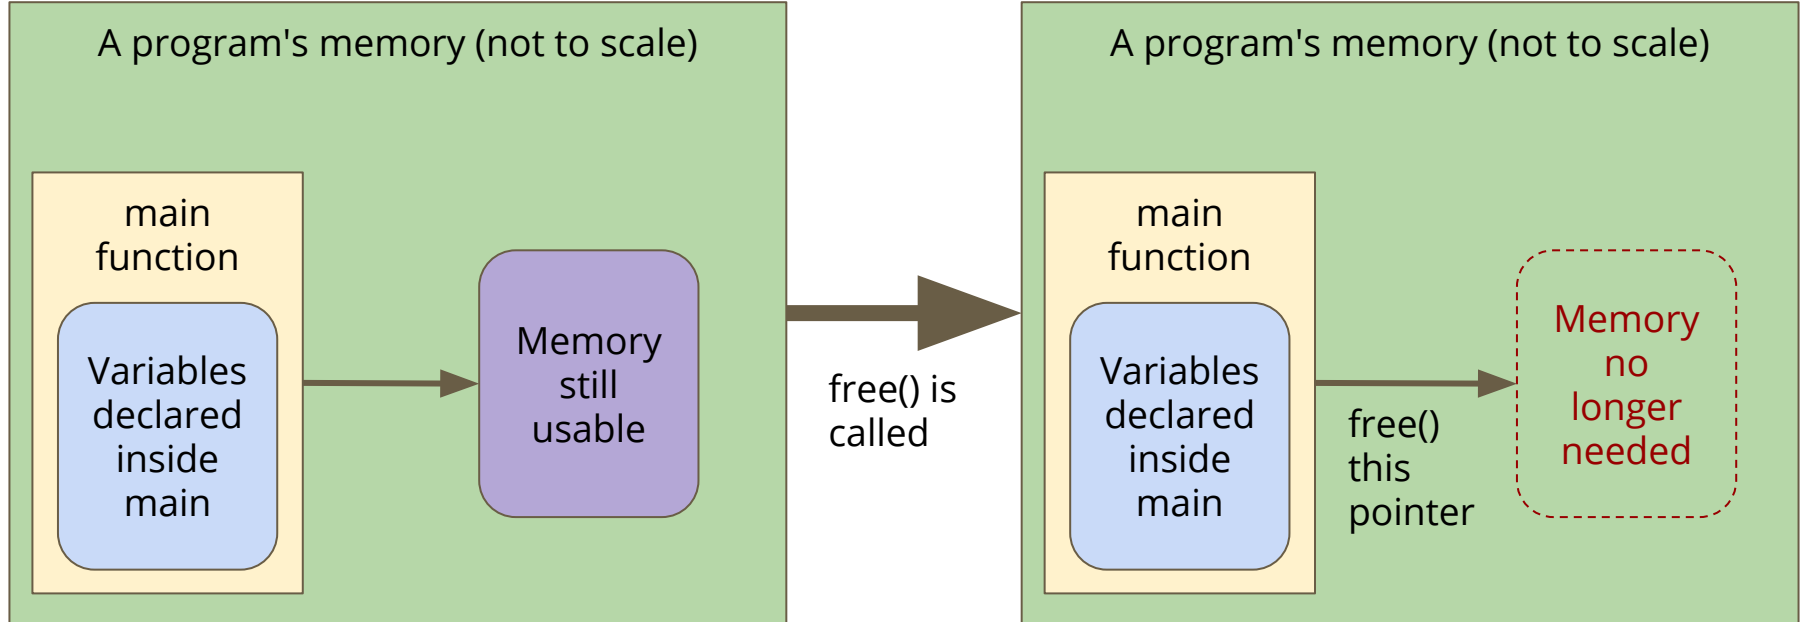 A program's memory (not to scale)
main
function
Variables
declared
inside
main
Memory
still
usable
free() is
called
A program's memory (not to scale)
main
function
Variables
declared
inside
main
free()
this
pointer
Memory
no
longer
needed